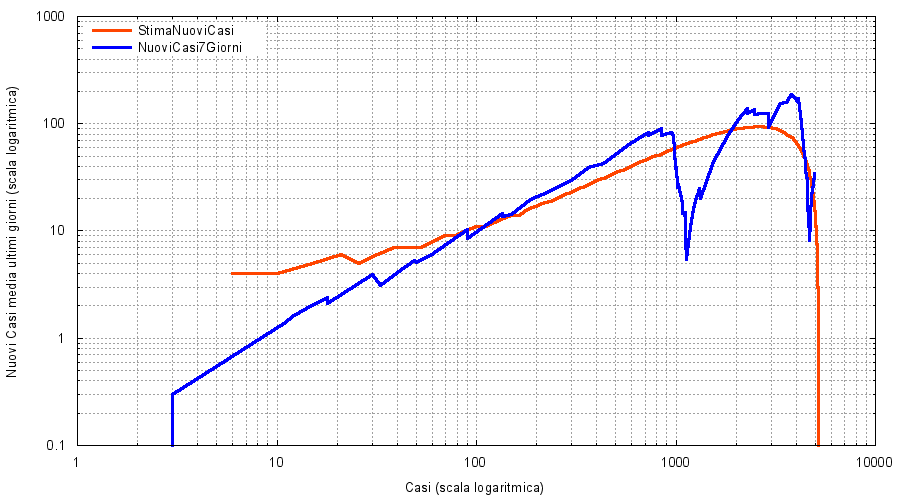 1000
StimaNuoviCasi
NuoviCasi7Giorni
100
10
1
0.1
Nuovi Casi media ultimi giorni (scala logaritmica)
1 10 100 1000 10000
Casi (scala logaritmica)